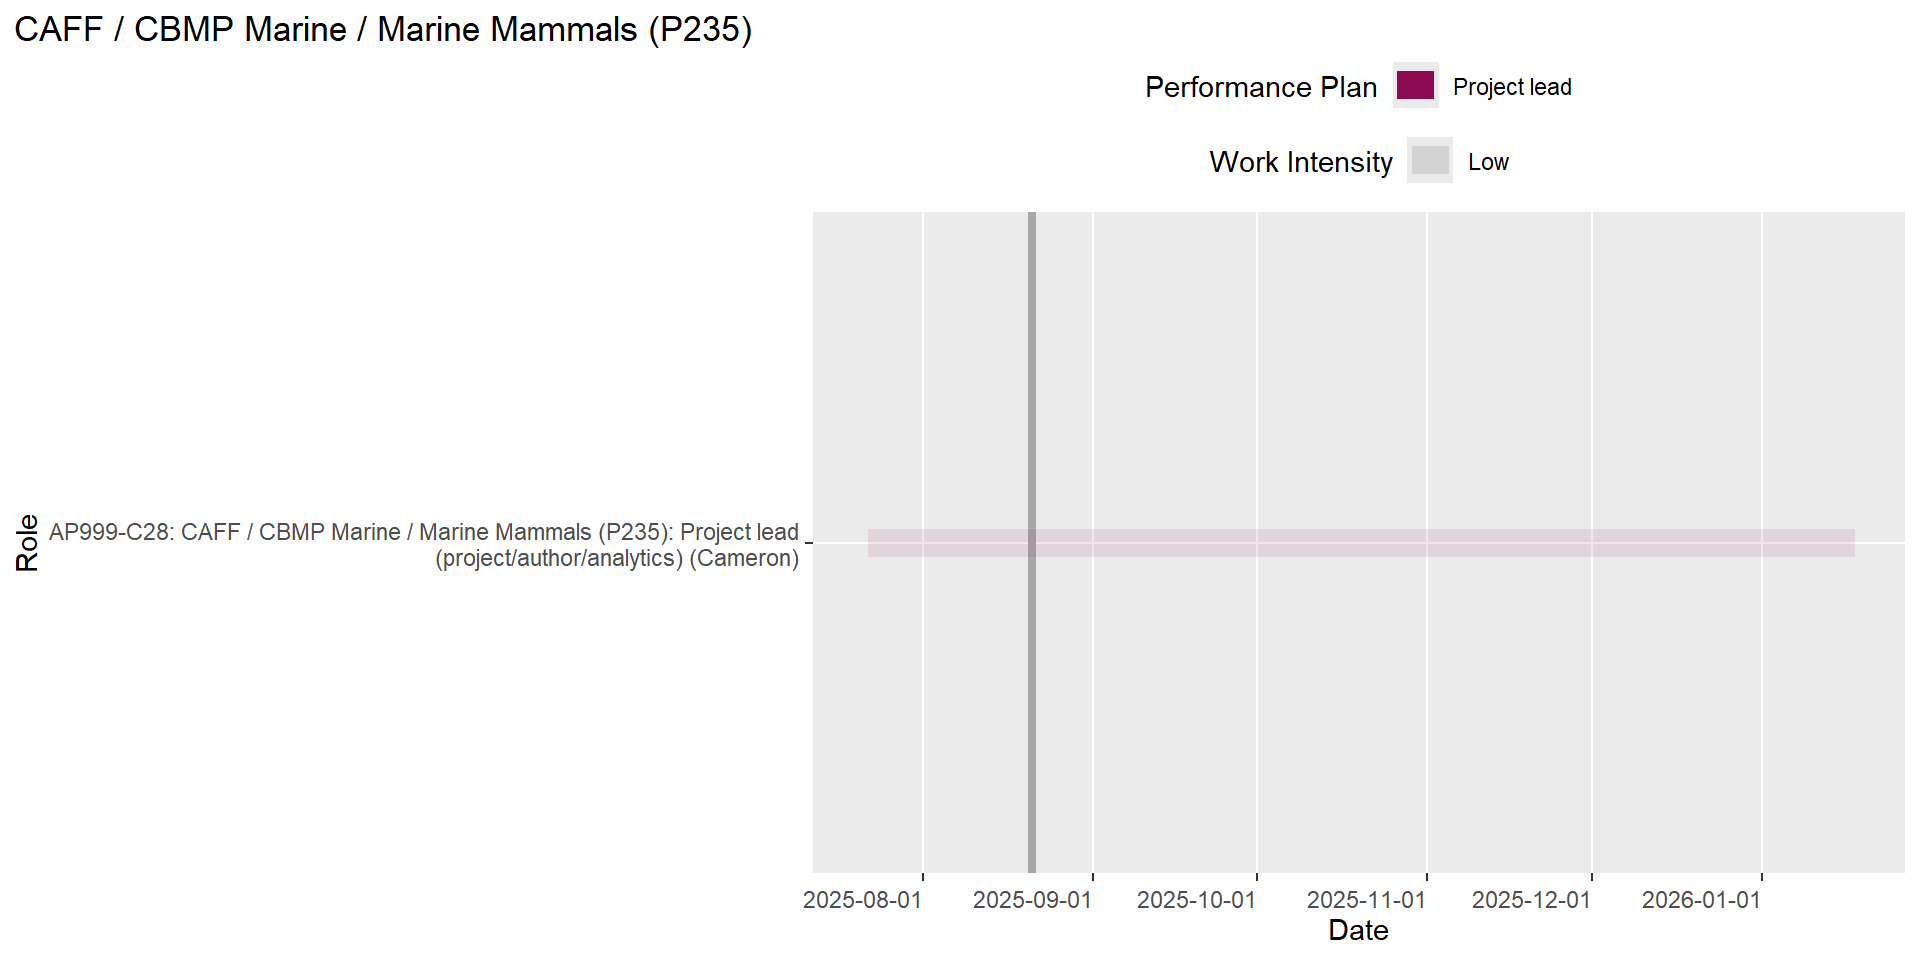 CAFF / CBMP Marine / Marine Mammals (P235)
Performance Plan
Project lead
Work Intensity
Low
Role
AP999-C28: CAFF / CBMP Marine / Marine Mammals (P235): Project lead
(project/author/analytics) (Cameron)
2025-08-01
2025-09-01
2025-10-01
2025-11-01
2025-12-01
2026-01-01
Date